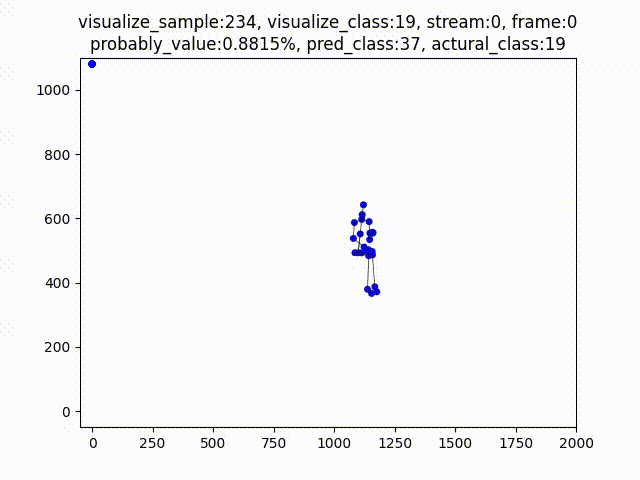 visualize_sample:234, visualize_class:19, stream:0, frame:0
probably_value:0.8815%, pred_class:37, actural_class:19
1000
800
600
400
200
0
0 250 500 750 1000 1250 1500 1750 2000